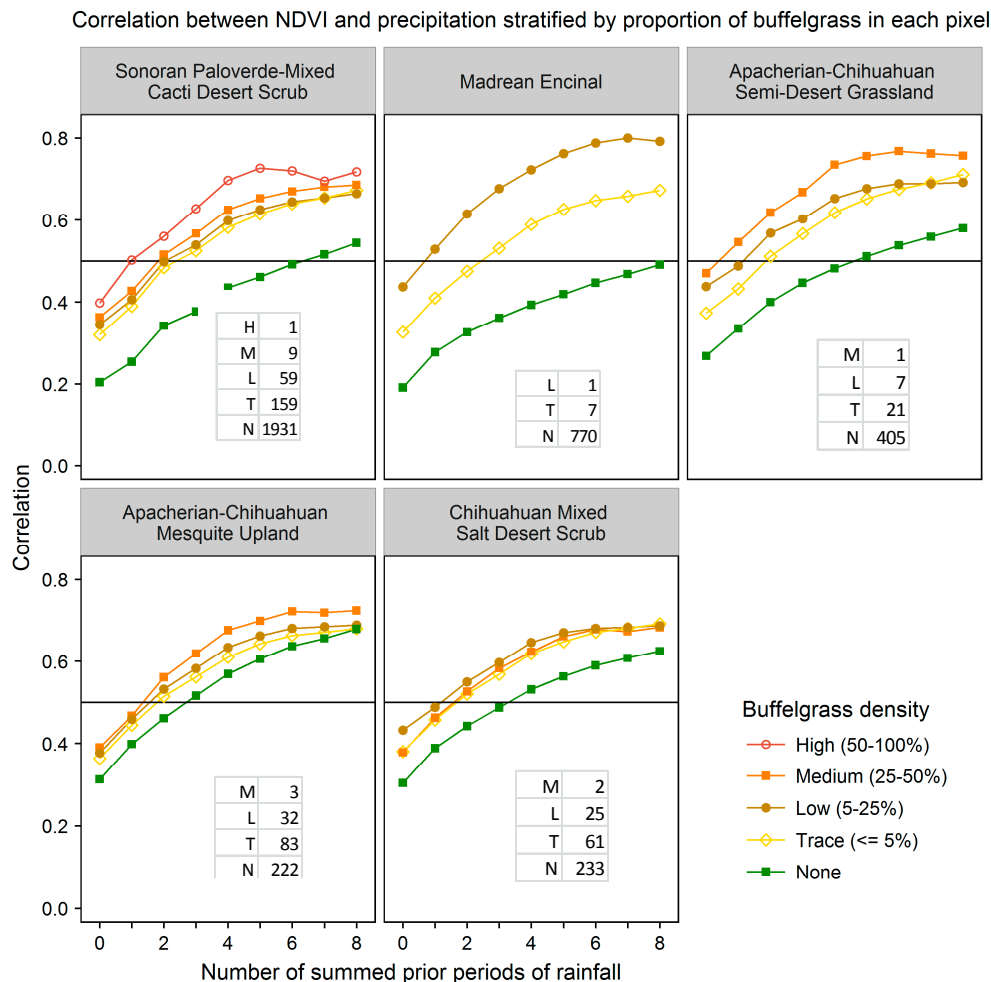 Correlation between NDVI and precipitation stratified by proportion of buffelgrass in each pixel
Sonoran Paloverde-Mixed
Cacti Desert Scrub
Madrean Encinal
Apacherian-Chihuahuan
Semi-Desert Grassland
0.8
0.6
0.4
0.2
0.0
H 1
M 9
L 59
T 159
N 1931
L 1
T 7
N 770
M 1
L 7
T 21
N 405
Correlation
Apacherian-Chihuahuan
Mesquite Upland
Chihuahuan Mixed
Salt Desert Scrub
0.8
0.6
0.4
0.2
0.0
M 3
L 32
T 83
N 222
M 2
L 25
T 61
N 233
0 2 4 6 8
0 2 4 6 8
Number of summed prior periods of rainfall
Buffelgrass density
High (50-100%)
Medium (25-50%)
Low (5-25%)
Trace (<= 5%)
None